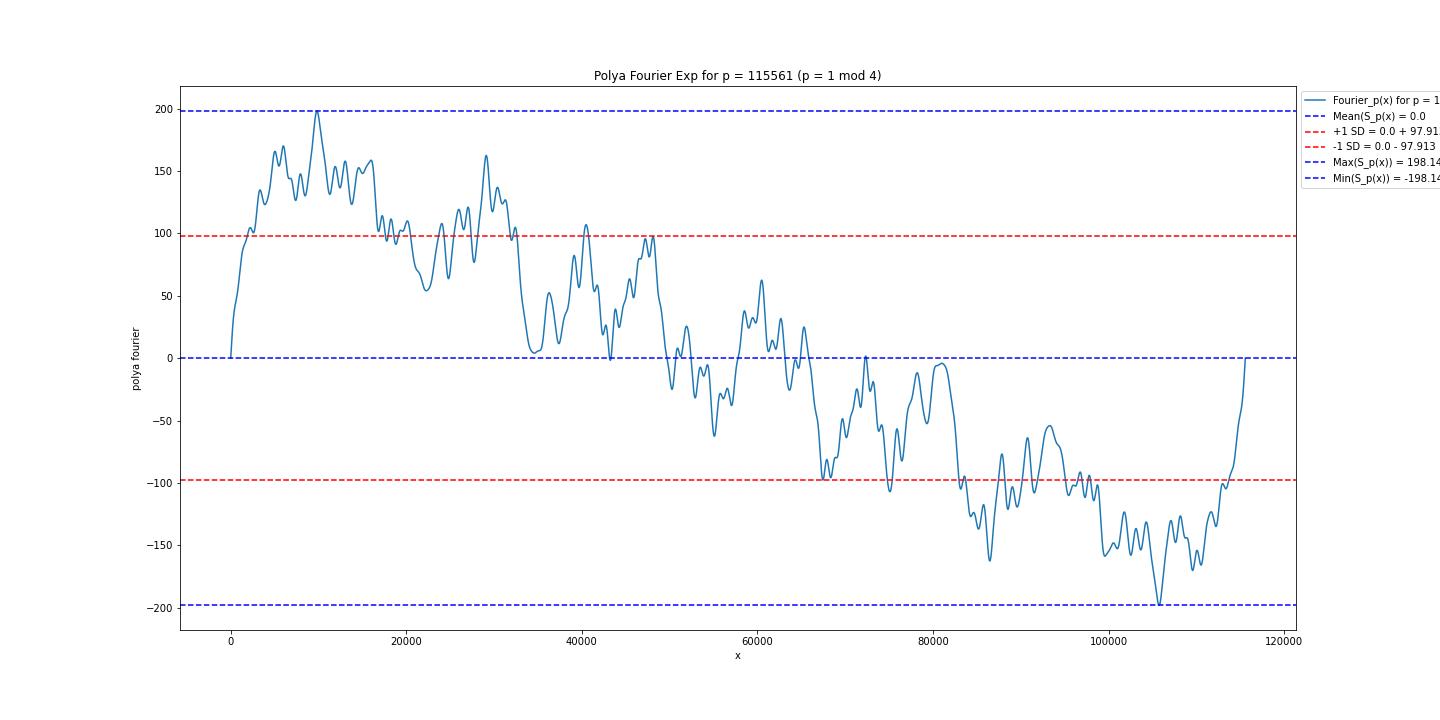 Polya Fourier Exp for p = 115561 (p = 1 mod 4)
Fourier_p(x) for p = 1
Mean(S_p(x) = 0.0
+1 SD = 0.0 + 97.91
-1 SD = 0.0 - 97.913
Max(S_p(x)) = 198.14
Min(S_p(x)) = -198.14
polya fourier
200
150
100
50
0
−50
−100
−150
−200
0 20000 40000 60000 80000 100000 120000
x